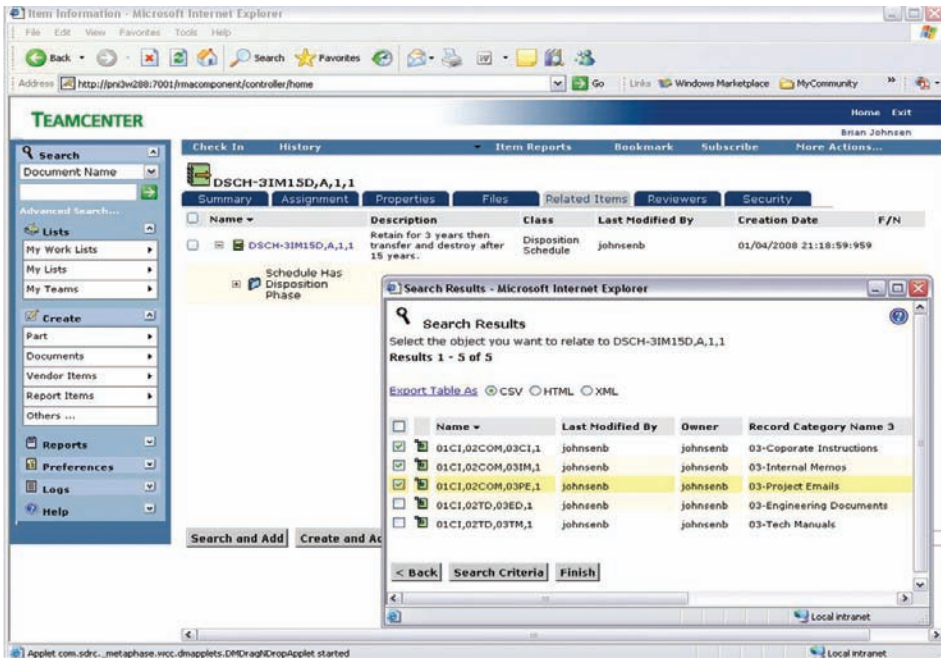 Item Information - Microsoft Internet Explorer
File Edit View Favorites Tools Help
Back Search Favorites
Address http://pni3w288:7001/rmacomponent/controller/home Go Links Windows Marketplace MyCommunity »
TEAMCENTER
Home Exit
Brian Johnsen
Check In History Item Reports Bookmark Subscribe More Actions...
Search
Document Name
Advanced Search...
Lists
My Work Lists
My Lists
My Teams
Create
Part
Documents
Vendor Items
Report Items
Others ...
Reports
Preferences
Logs
Help
DSCH-3IM15D,A,1,1
Summary Assignment Properties Files Related Items Reviewers Security
Name Description Class Last Modified By Creation Date F/N
DSCH-3IM15D,A,1,1 Retain for 3 years then transfer and destroy after 15 years. Disposition Schedule johnsenb 01/04/2008 21:18:59:959
Schedule Has
Disposition
Phase
Search and Add Create and Ad
Search Results - Microsoft Internet Explorer
Search Results
Select the object you want to relate to DSCH-3IM15D,A,1,1
Results 1 - 5 of 5
Export Table As CSV HTML XML
Name Last Modified By Owner Record Category Name 3
01CI,02COM,03CI,1 johnsenb johnsenb 03-Coporate Instructions
01CI,02COM,03IM,1 johnsenb johnsenb 03-Internal Memos
01CI,02COM,03PE,1 johnsenb johnsenb 03-Project Emails
01CI,02TD,03ED,1 johnsenb johnsenb 03-Engineering Documents
01CI,02TD,03TM,1 johnsenb johnsenb 03-Tech Manuals
< Back Search Criteria Finish
Local intranet
Applet com.sdrc._metaphase.wcc.dmapplets.DMDragNDropApplet started
Local intranet